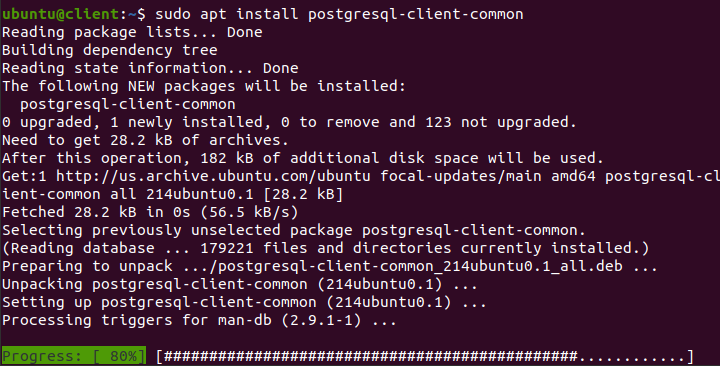 ubuntu@client:~$ sudo apt install postgresql-client-common
Reading package lists... Done
Building dependency tree
Reading state information... Done
The following NEW packages will be installed:
  postgresql-client-common
0 upgraded, 1 newly installed, 0 to remove and 123 not upgraded.
Need to get 28.2 kB of archives.
After this operation, 182 kB of additional disk space will be used.
Get:1 http://us.archive.ubuntu.com/ubuntu focal-updates/main amd64 postgresql-cl
ient-common all 214ubuntu0.1 [28.2 kB]
Fetched 28.2 kB in 0s (56.5 kB/s)
Selecting previously unselected package postgresql-client-common.
(Reading database ... 179221 files and directories currently installed.)
Preparing to unpack .../postgresql-client-common_214ubuntu0.1_all.deb ...
Unpacking postgresql-client-common (214ubuntu0.1) ...
Setting up postgresql-client-common (214ubuntu0.1) ...
Processing triggers for man-db (2.9.1-1) ...

Progress: [ 80%] [##############################################............]